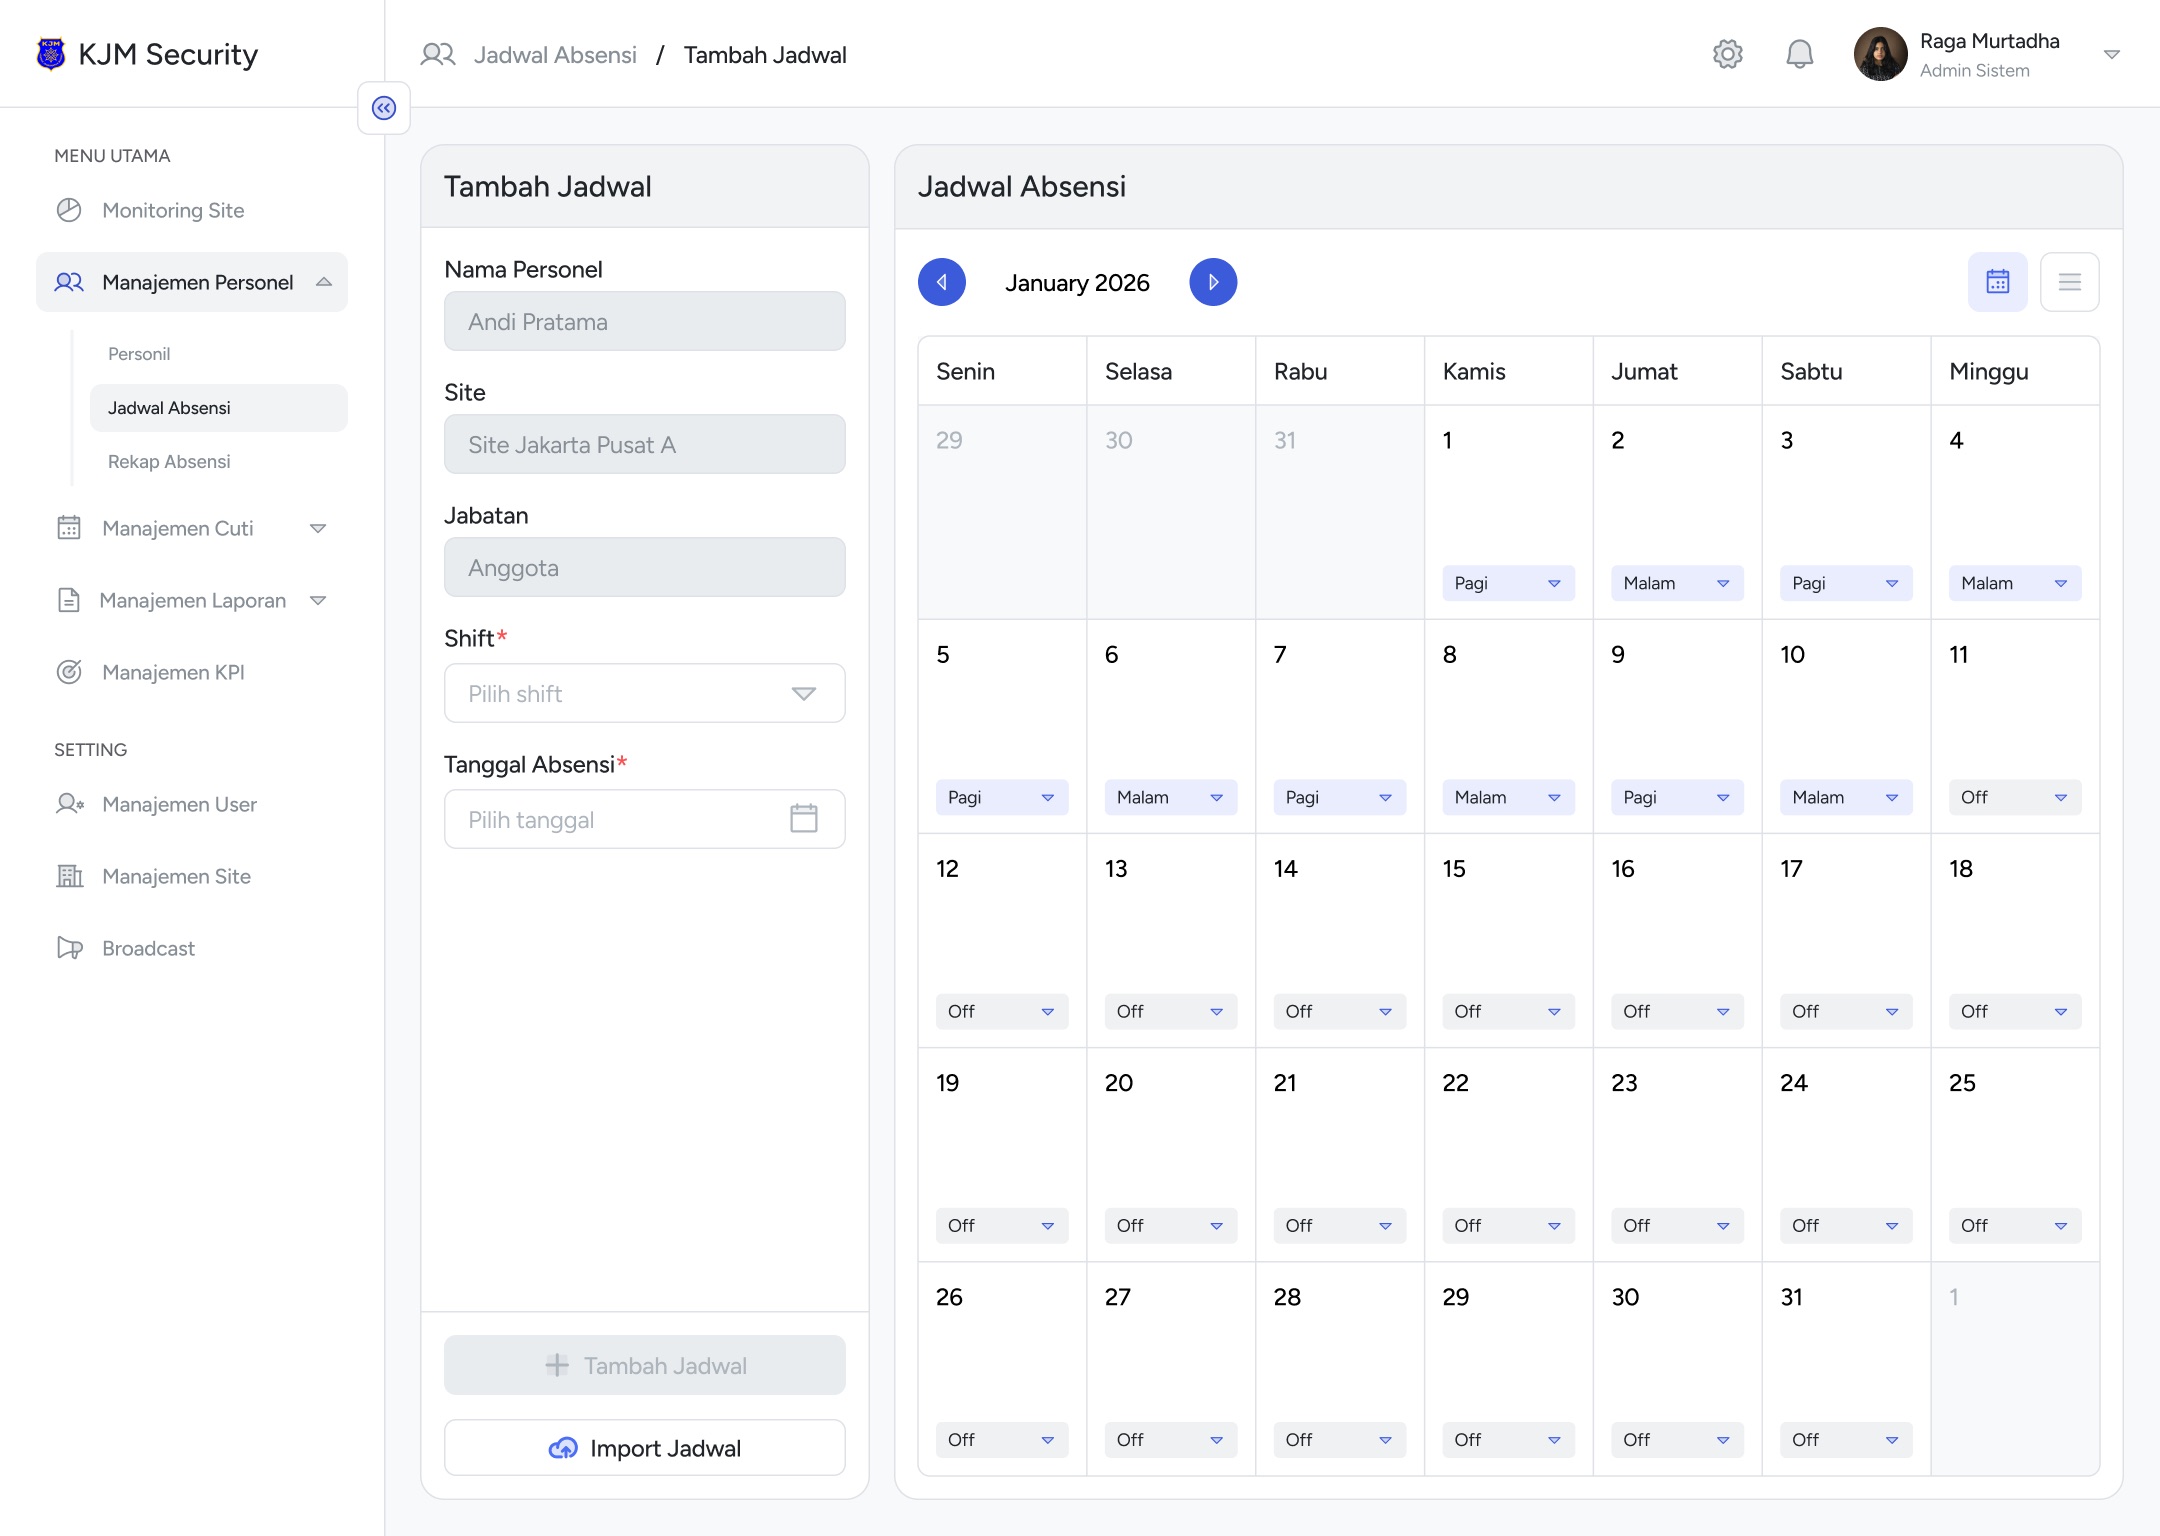 KJM Security
Jadwal Absensi / Tambah Jadwal
Raga Murtadha
Admin Sistem
MENU UTAMA
Monitoring Site
Manajemen Personel
Personil
Jadwal Absensi
Rekap Absensi
Manajemen Cuti
Manajemen Laporan
Manajemen KPI
SETTING
Manajemen User
Manajemen Site
Broadcast
Tambah Jadwal
Nama Personel
Andi Pratama
Site
Site Jakarta Pusat A
Jabatan
Anggota
Shift*
Pilih shift
Tanggal Absensi*
Pilih tanggal
Tambah Jadwal
Import Jadwal
Jadwal Absensi
January 2026
Senin Selasa Rabu Kamis Jumat Sabtu Minggu
29 30 31 1 2 3 4
Pagi Malam Pagi Malam
5 6 7 8 9 10 11
Pagi Malam Pagi Malam Pagi Malam Off
12 13 14 15 16 17 18
Off Off Off Off Off Off Off
19 20 21 22 23 24 25
Off Off Off Off Off Off Off
26 27 28 29 30 31 1
Off Off Off Off Off Off